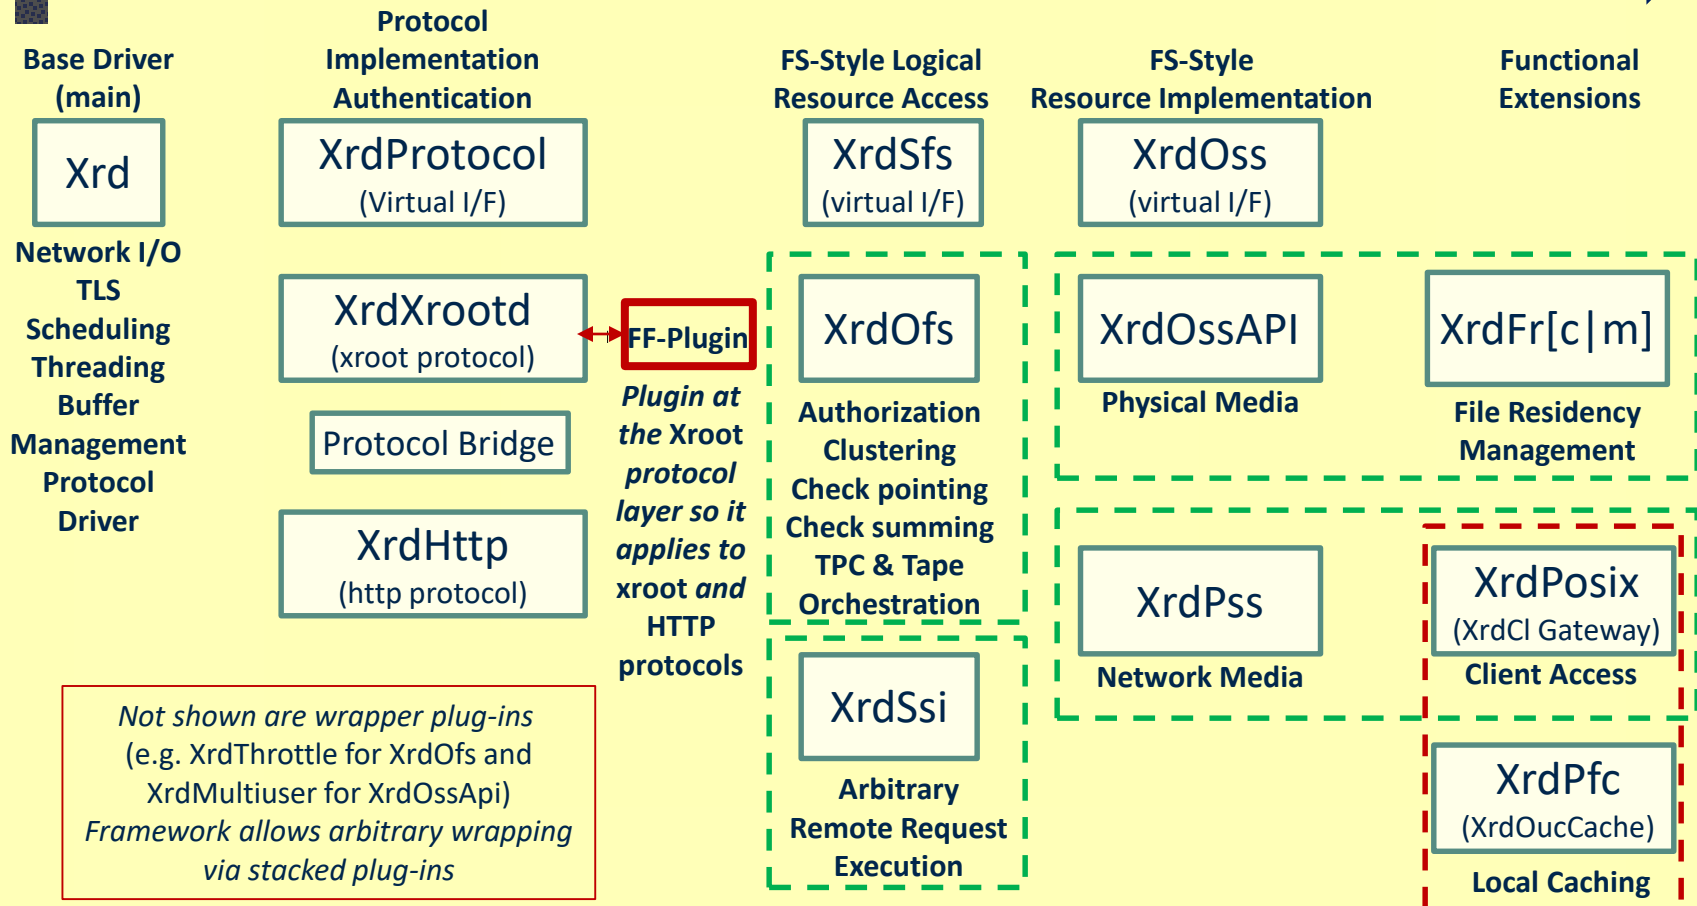 Base Driver
(main)
Xrd
Network I/O
TLS
Scheduling
Threading
Buffer
Management
Protocol
Driver
Protocol
Implementation
Authentication
XrdProtocol
(Virtual I/F)
XrdXrootd
(xroot protocol)
Protocol Bridge
XrdHttp
(http protocol)
FF-Plugin
Plugin at
the Xroot
protocol
layer so it
applies to
xroot and
HTTP
protocols
FS-Style Logical
Resource Access
XrdSfs
(virtual I/F)
XrdOfs
Authorization
Clustering
Check pointing
Check summing
TPC & Tape
Orchestration
XrdSsi
Arbitrary
Remote Request
Execution
FS-Style
Resource Implementation
XrdOss
(virtual I/F)
XrdOssAPI
Physical Media
XrdPss
Network Media
Functional
Extensions
XrdFr[c|m]
File Residency
Management
XrdPosix
(XrdCl Gateway)
Client Access
XrdPfc
(XrdOucCache)
Local Caching
Not shown are wrapper plug-ins
(e.g. XrdThrottle for XrdOfs and
XrdMultiuser for XrdOssApi)
Framework allows arbitrary wrapping
via stacked plug-ins